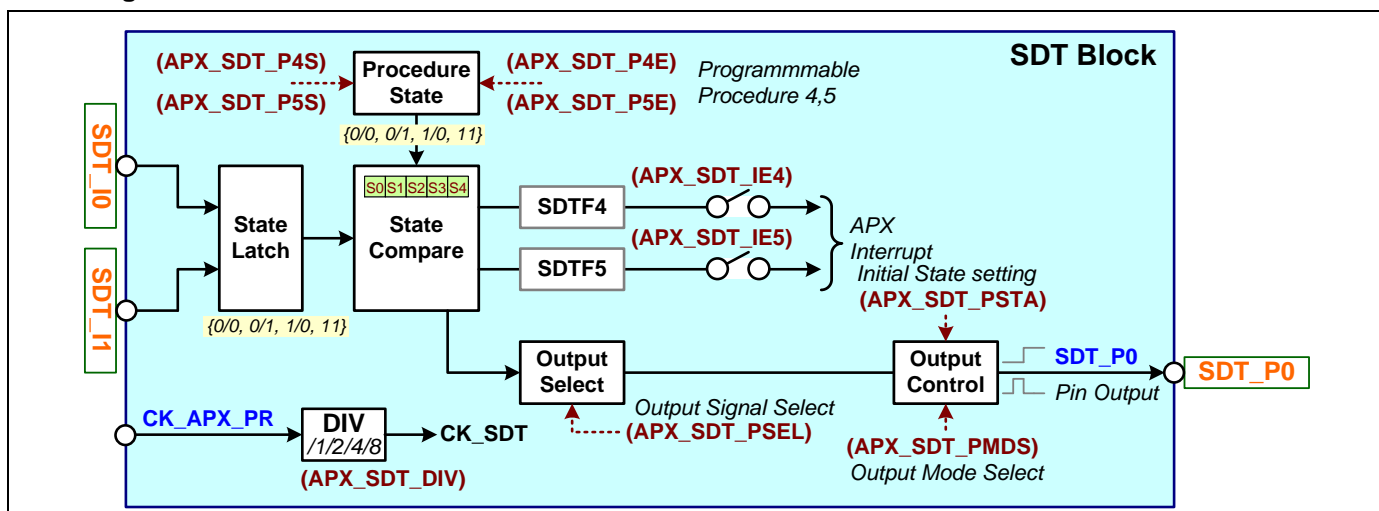 SDT Block
(APX_SDT_P4S)
(APX_SDT_P5S)
Procedure
State
(APX_SDT_P4E)
(APX_SDT_P5E)
Programmmable
Procedure 4,5
{0/0, 0/1, 1/0, 11}
SDT_I0
SDT_I1
State
Latch
{0/0, 0/1, 1/0, 11}
S0 S1 S2 S3 S4
State
Compare
SDTF4
(APX_SDT_IE4)
SDTF5
(APX_SDT_IE5)
APX
Interrupt
Initial State setting
(APX_SDT_PSTA)
Output
Select
Output Signal Select
(APX_SDT_PSEL)
Output
Control
SDT_P0
Pin Output
SDT_P0
(APX_SDT_PMDS)
Output Mode Select
CK_APX_PR
DIV
/1/2/4/8
CK_SDT
(APX_SDT_DIV)